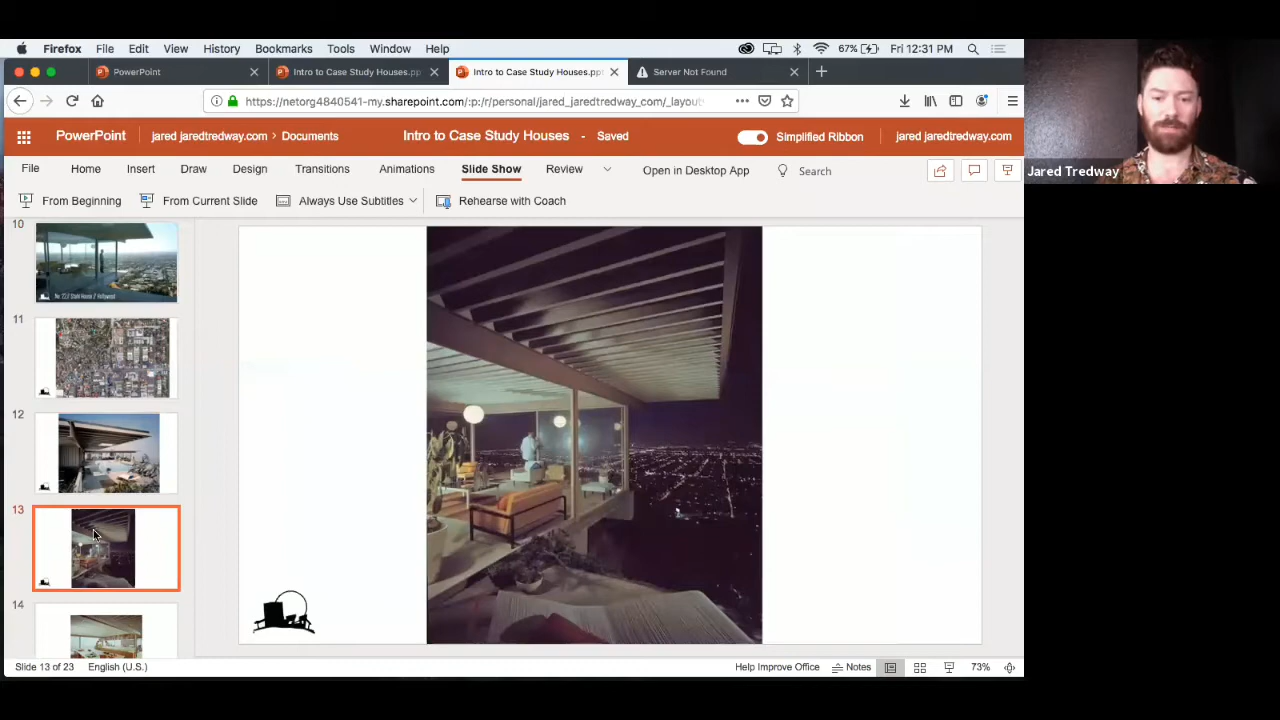 Firefox File Edit View History Bookmarks Tools Window Help 67% Fri 12:31 PM
PowerPoint Intro to Case Study Houses.pp Intro to Case Study Houses.ppt Server Not Found
https://netorg4840541-my.sharepoint.com/:p:/r/personal/jared_jaredtredway_com/_layout
PowerPoint jared jaredtredway.com > Documents Intro to Case Study Houses - Saved Simplified Ribbon jared jaredtredway.com
File Home Insert Draw Design Transitions Animations Slide Show Review Open in Desktop App Search
Jared Tredway
From Beginning From Current Slide Always Use Subtitles Rehearse with Coach
10
11
12
13
14
Slide 13 of 23 English (U.S.) Help Improve Office Notes 73%